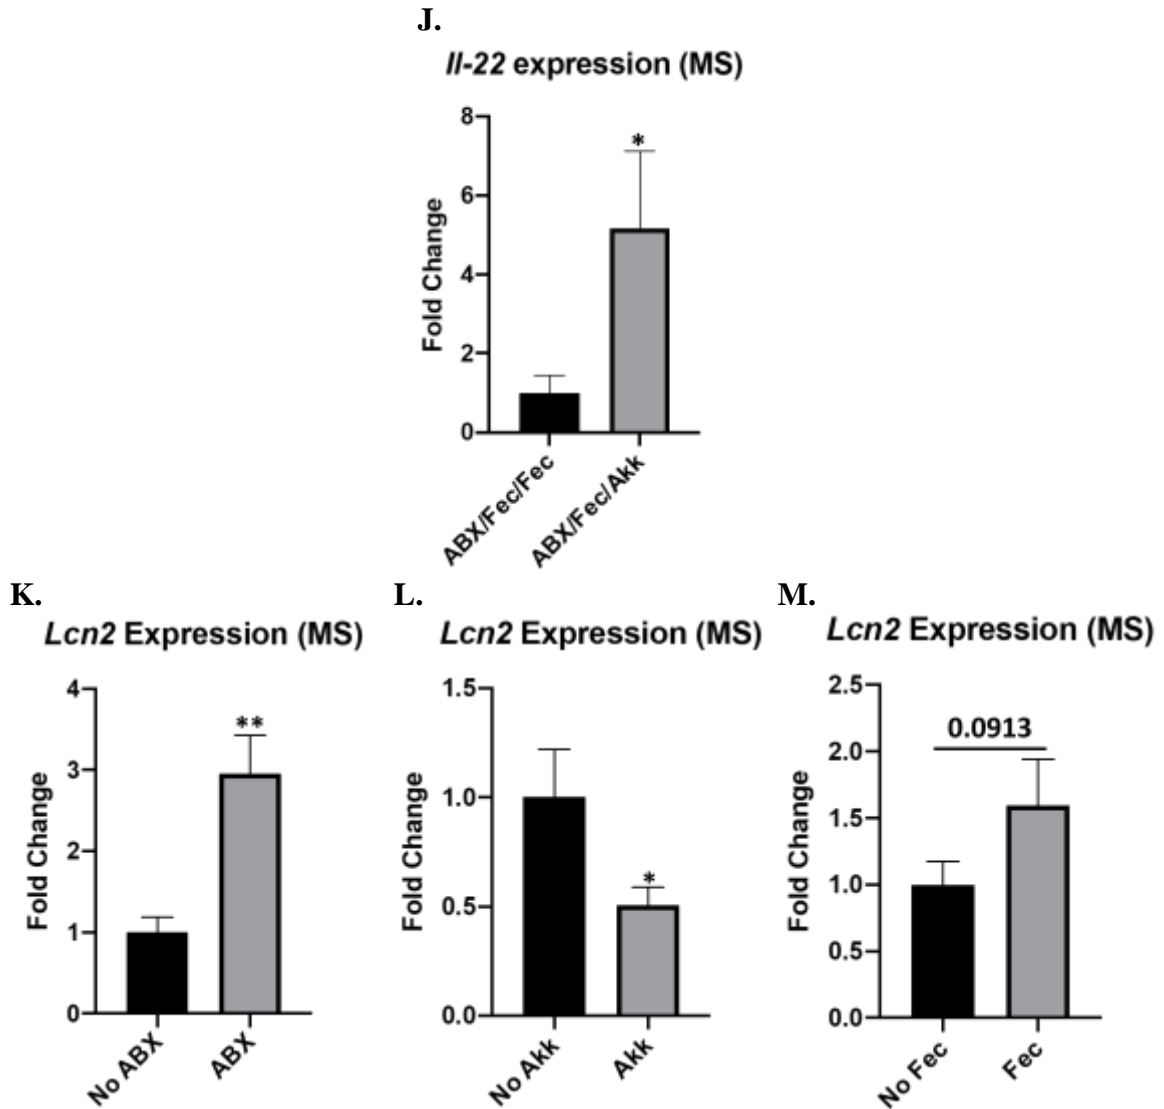 J.
Il-22 expression (MS)
Fold Change
8
6
4
2
0
*
ABX/Fec/Fec
ABX/Fec/Akk
K.
Lcn2 Expression (MS)
Fold Change
4
3
2
1
0
**
No ABX
ABX
L.
Lcn2 Expression (MS)
Fold Change
1.5
1.0
0.5
0.0
*
No Akk
Akk
M.
Lcn2 Expression (MS)
Fold Change
2.5
2.0
1.5
1.0
0.5
0.0
0.0913
No Fec
Fec